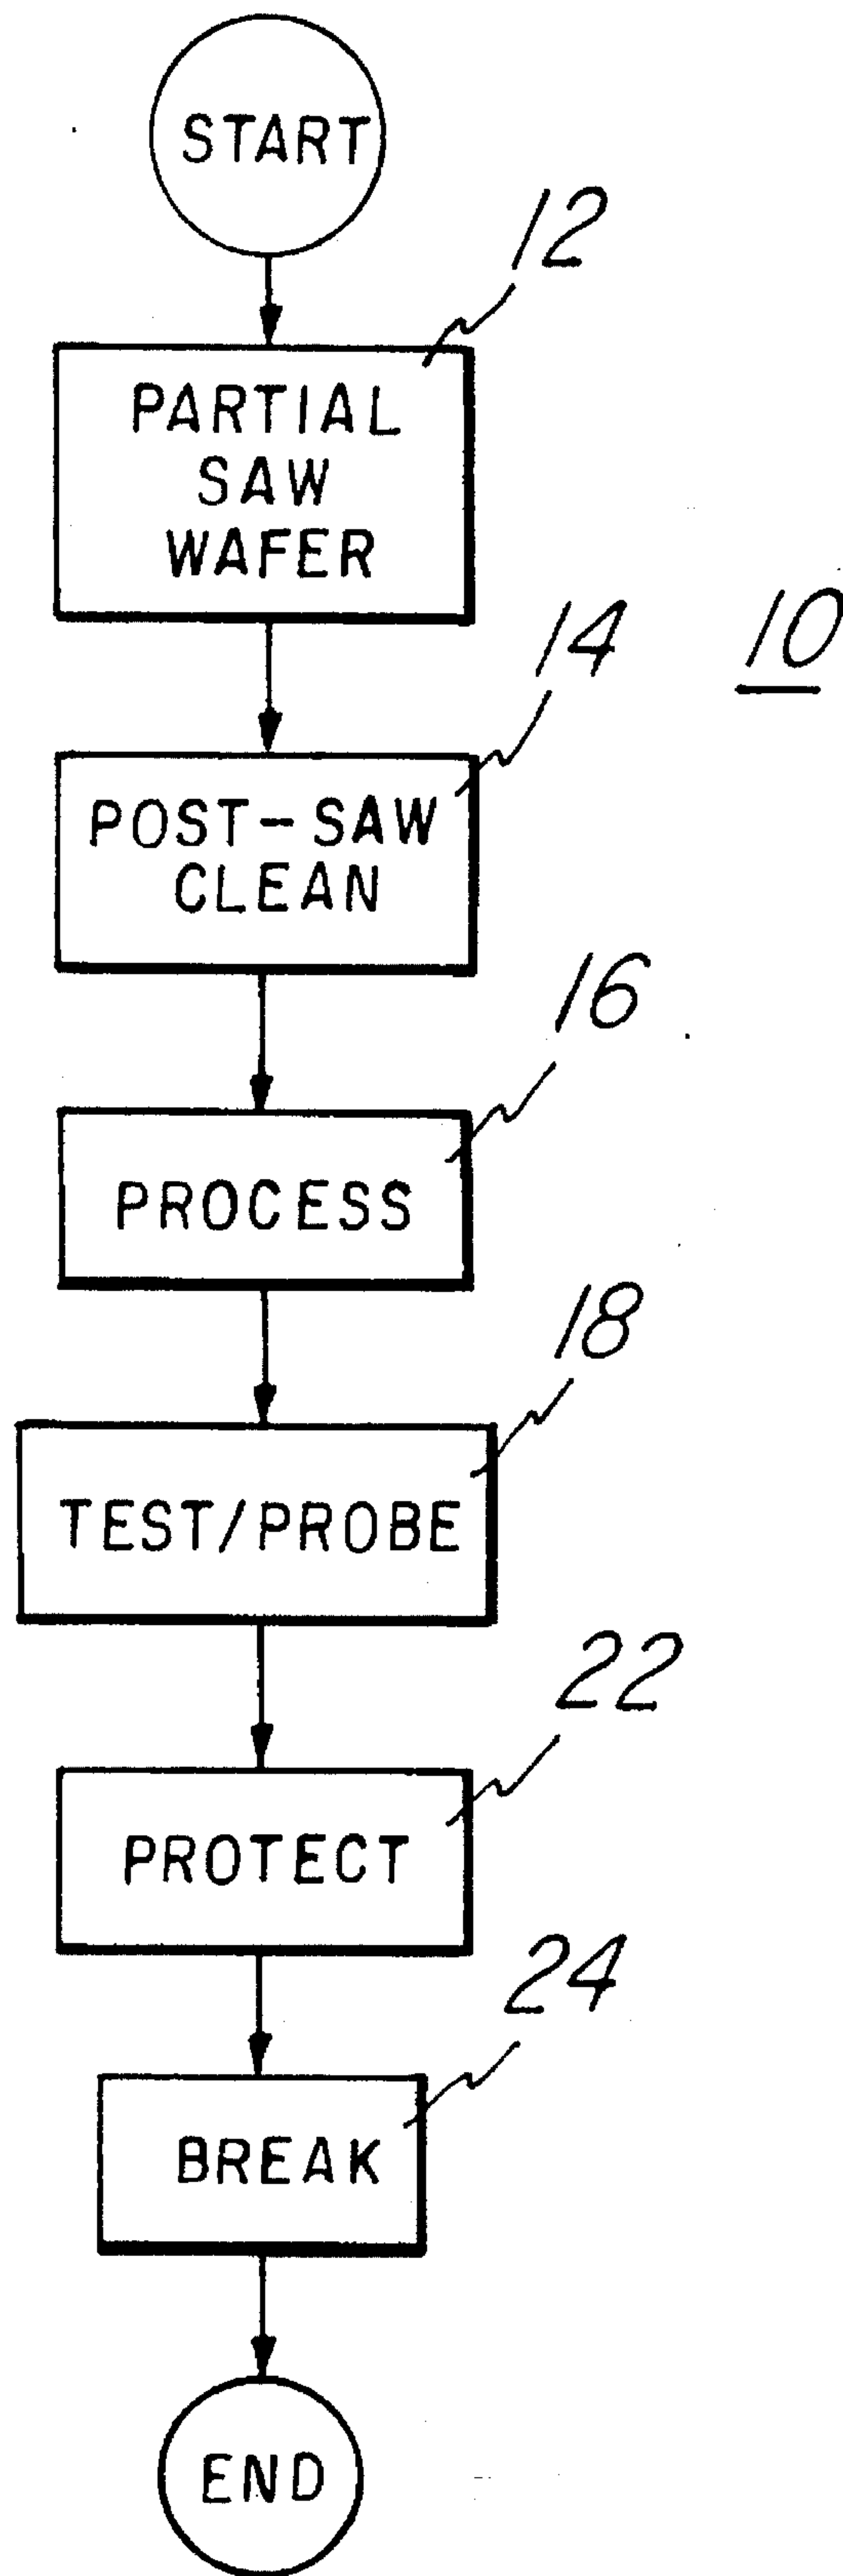 START
12
PARTIAL
SAW
WAFER
14
10
POST-SAW
CLEAN
16
PROCESS
18
TEST/PROBE
22
PROTECT
24
BREAK
END